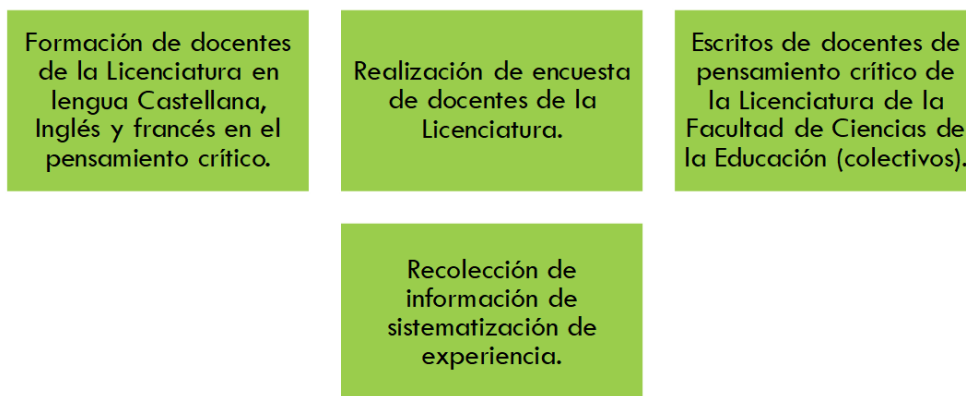 Formación de docentes
de la Licenciatura en
lengua Castellana,
Inglés y francés en el
pensamiento crítico.
Realización de encuesta
de docentes de la
Licenciatura.
Escritos de docentes de
pensamiento crítico de
la Licenciatura de la
Facultad de Ciencias de
la Educación (colectivos).
Recolección de
información de
sistematización de
experiencia.